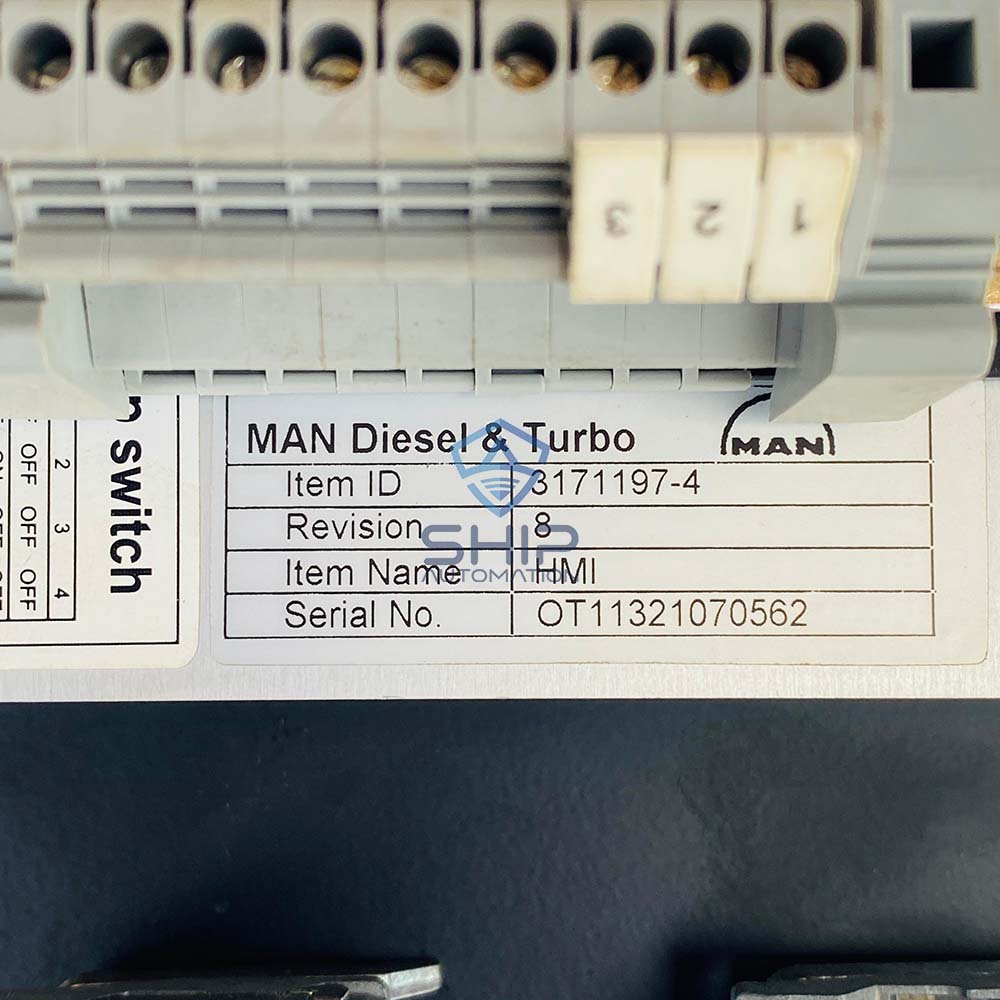 3 2 1
MAN Diesel & Turbo
MAN
Item ID 3171197-4
Revision 8
Item Name HMI
Serial No. OT11321070562
SHIP
AUTOMATION
switch
2 3 4
OFF OFF OFF